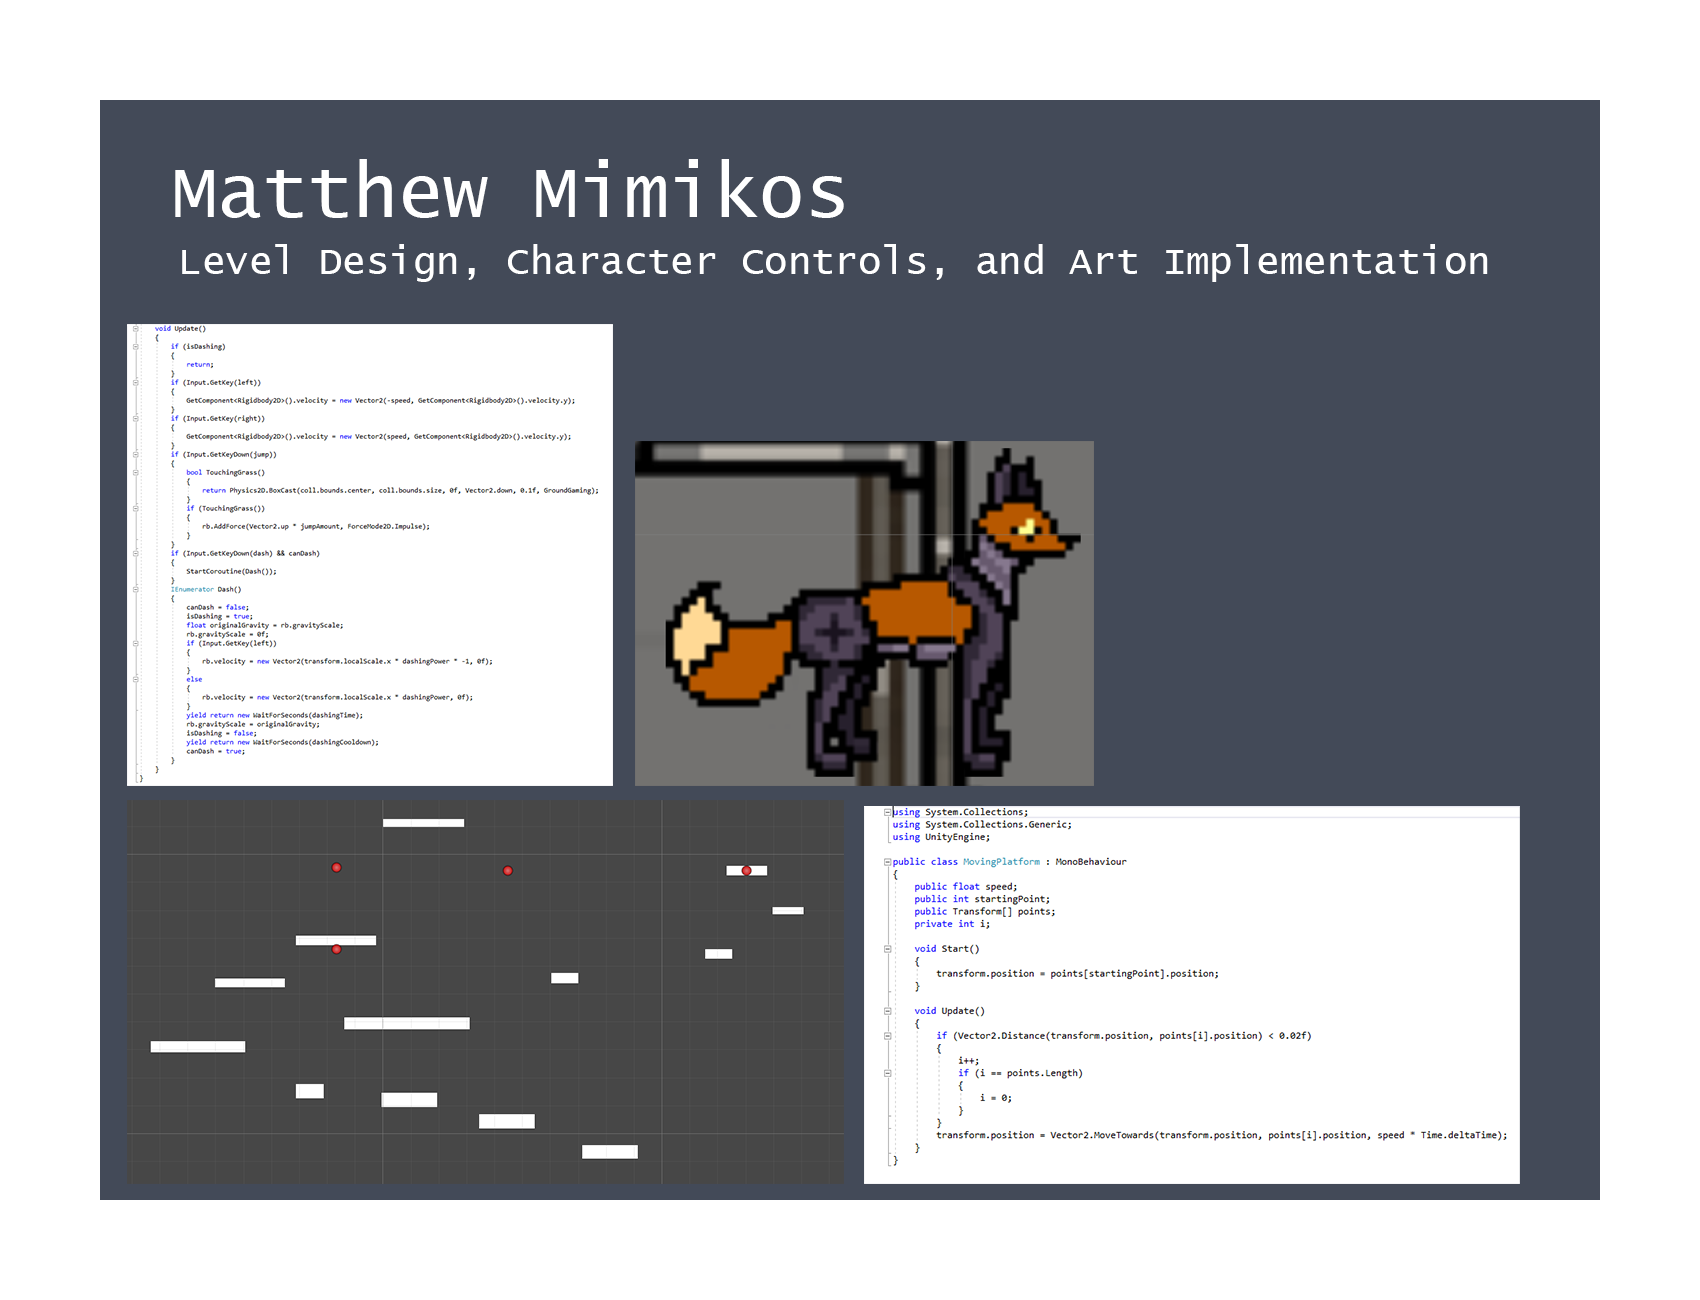 Matthew Mimikos
Level Design, Character Controls, and Art Implementation
void Update()
{
if (isDashing)
{
return;
}
if (Input.GetKey(left))
{
GetComponent<Rigidbody2D>().velocity = new Vector2(-speed, GetComponent<Rigidbody2D>().velocity.y);
}
if (Input.GetKey(right))
{
GetComponent<Rigidbody2D>().velocity = new Vector2(speed, GetComponent<Rigidbody2D>().velocity.y);
}
if (Input.GetKeyDown(jump))
{
bool TouchingGrass()
{
return Physics2D.BoxCast(coll.bounds.center, coll.bounds.size, 0f, Vector2.down, 0.1f, GroundGaming);
}
if (TouchingGrass())
{
rb.AddForce(Vector2.up * jumpAmount, ForceMode2D.Impulse);
}
}
if (Input.GetKeyDown(dash) && canDash)
{
StartCoroutine(Dash());
}
IEnumerator Dash()
{
canDash = false;
isDashing = true;
float originalGravity = rb.gravityScale;
rb.gravityScale = 0f;
if (Input.GetKey(left))
{
rb.velocity = new Vector2(transform.localScale.x * dashingPower * -1, 0f);
}
else
{
rb.velocity = new Vector2(transform.localScale.x * dashingPower, 0f);
}
yield return new WaitForSeconds(dashingTime);
rb.gravityScale = originalGravity;
isDashing = false;
yield return new WaitForSeconds(dashingCooldown);
canDash = true;
}
}
}
using System.Collections;
using System.Collections.Generic;
using UnityEngine;
public class MovingPlatform : MonoBehaviour
{
public float speed;
public int startingPoint;
public Transform[] points;
private int i;
void Start()
{
transform.position = points[startingPoint].position;
}
void Update()
{
if (Vector2.Distance(transform.position, points[i].position) < 0.02f)
{
i++;
if (i == points.Length)
{
i = 0;
}
}
transform.position = Vector2.MoveTowards(transform.position, points[i].position, speed * Time.deltaTime);
}
}